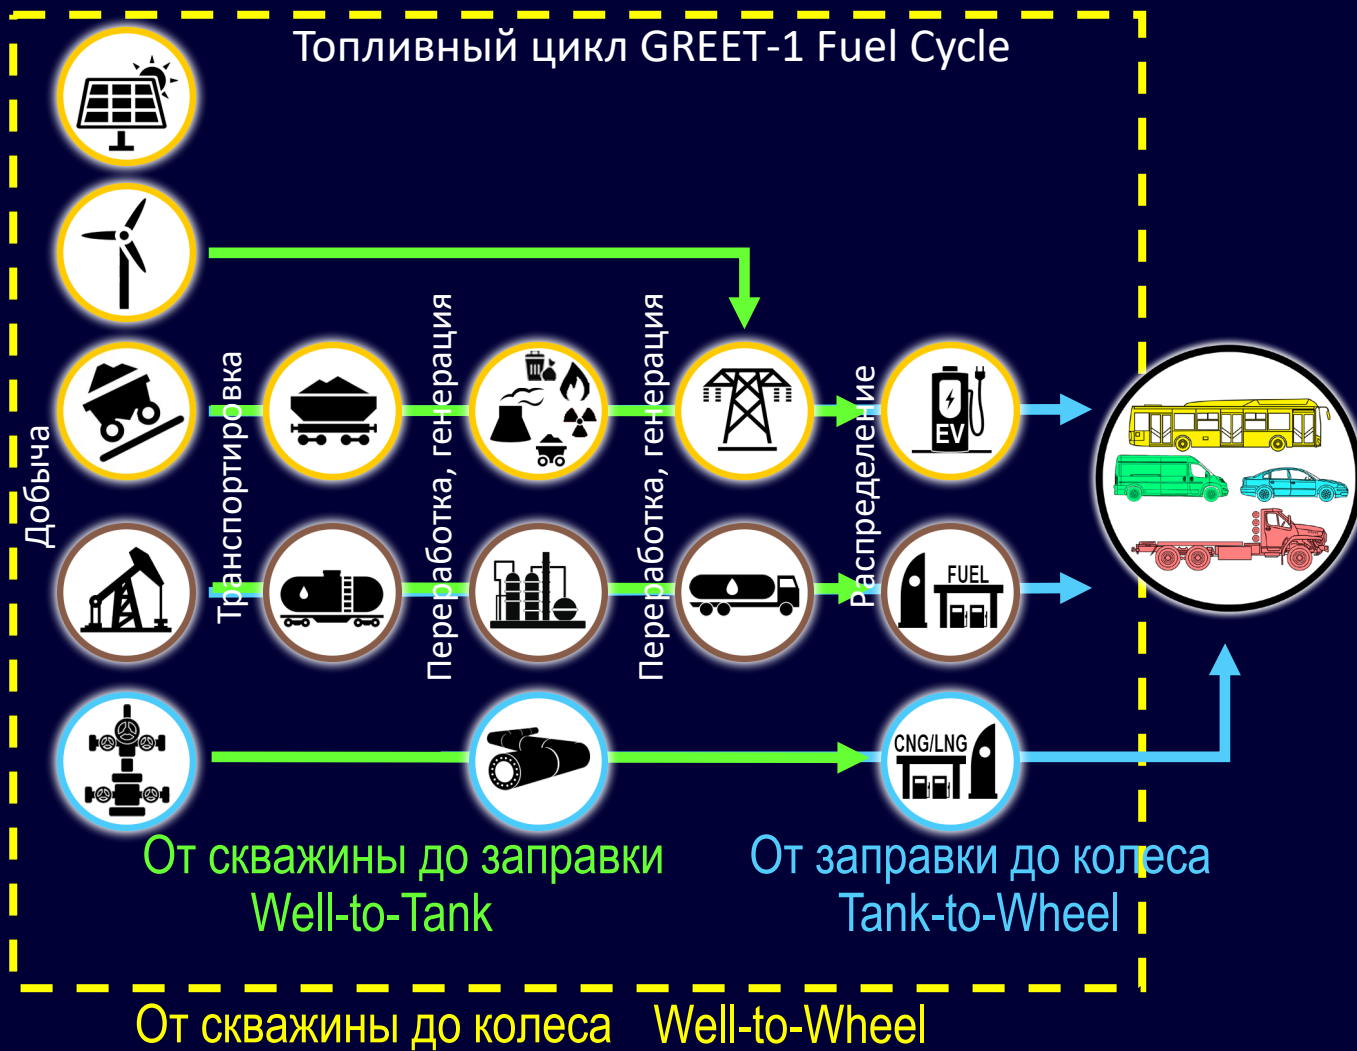 Топливный цикл GREET-1 Fuel Cycle
Добыча
Транспортировка
Переработка, генерация
Переработка, генерация
Распределение
EV
FUEL
CNG/LNG
От скважины до заправки
Well-to-Tank
От заправки до колеса
Tank-to-Wheel
От скважины до колеса Well-to-Wheel